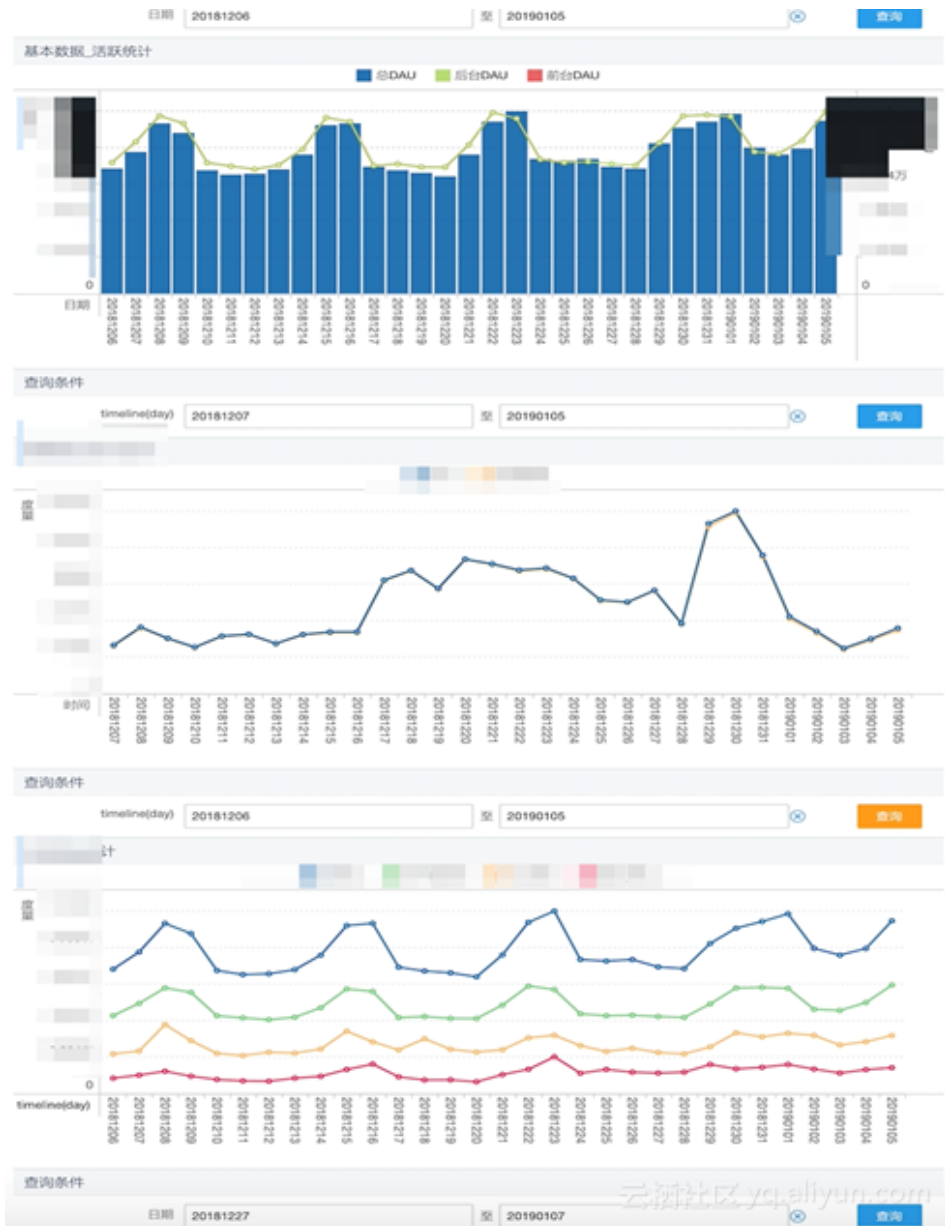 日期 20181206 至 20190105 查询
基本数据_活跃统计
总DAU 后台DAU 前台DAU
4万
0 0
日期 20181206 20181207 20181208 20181209 20181210 20181211 20181212 20181213 20181214 20181215 20181216 20181217 20181218 20181219 20181220 20181221 20181222 20181223 20181224 20181225 20181226 20181227 20181228 20181229 20181230 20181231 20190101 20190102 20190103 20190104 20190105
查询条件
timeline(day) 20181207 至 20190105 查询
度量
时间 20181207 20181208 20181209 20181210 20181211 20181212 20181213 20181214 20181215 20181216 20181217 20181218 20181219 20181220 20181221 20181222 20181223 20181224 20181225 20181226 20181227 20181228 20181229 20181230 20181231 20190101 20190102 20190103 20190104 20190105
查询条件
timeline(day) 20181206 至 20190105 查询
计
度量
0
timeline(day) 20181206 20181207 20181208 20181209 20181210 20181211 20181212 20181213 20181214 20181215 20181216 20181217 20181218 20181219 20181220 20181221 20181222 20181223 20181224 20181225 20181226 20181227 20181228 20181229 20181230 20181231 20190101 20190102 20190103 20190104 20190105
查询条件
云栖社区 yq.aliyun.com
日期 20181227 至 20190107 查询